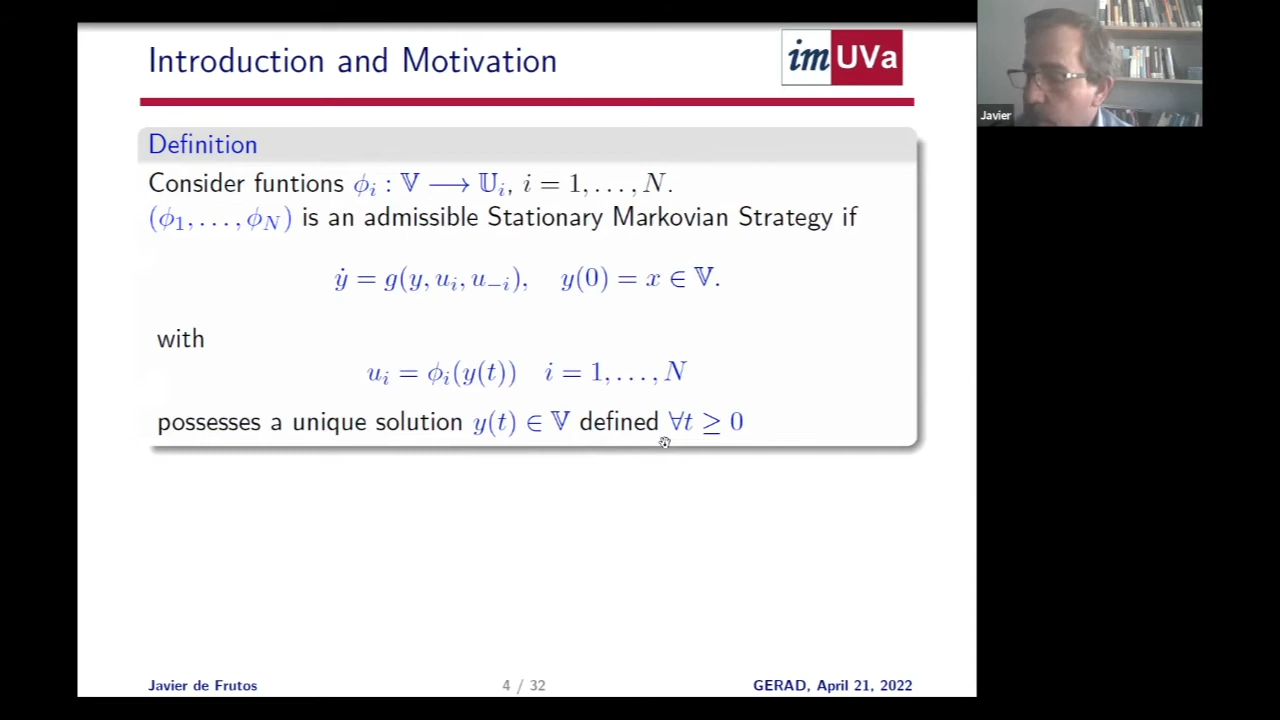 Introduction and Motivation
im UVa
Javier
Definition
Consider funtions ϕ_i : 𝕍 ⟶ 𝕌_i, i = 1, . . . , N.
(ϕ_1, . . . , ϕ_N) is an admissible Stationary Markovian Strategy if
ẏ = g(y, u_i, u_{−i}), y(0) = x ∈ 𝕍.
with
u_i = ϕ_i(y(t)) i = 1, . . . , N
possesses a unique solution y(t) ∈ 𝕍 defined ∀t ≥ 0
Javier de Frutos 4 / 32 GERAD, April 21, 2022